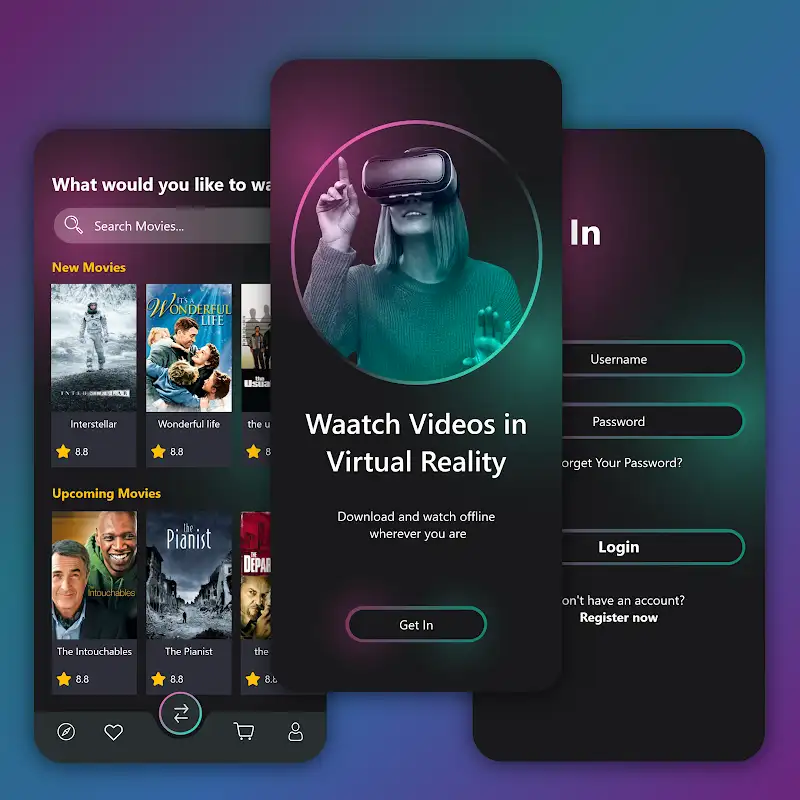 What would you like to wa
Search Movies...
New Movies
IT'S A
WONDERFUL
LIFE
INTERSTELLAR
the
Usua
Interstellar
Wonderful life
the u
8.8
8.8
8
Upcoming Movies
Intouchables
the
Pianist
THE
DEPAR
The Intouchables
The Pianist
the
8.8
8.8
8.8
Waatch Videos in
Virtual Reality
Download and watch offline
wherever you are
Get In
In
Username
Password
orget Your Password?
Login
on't have an account?
Register now